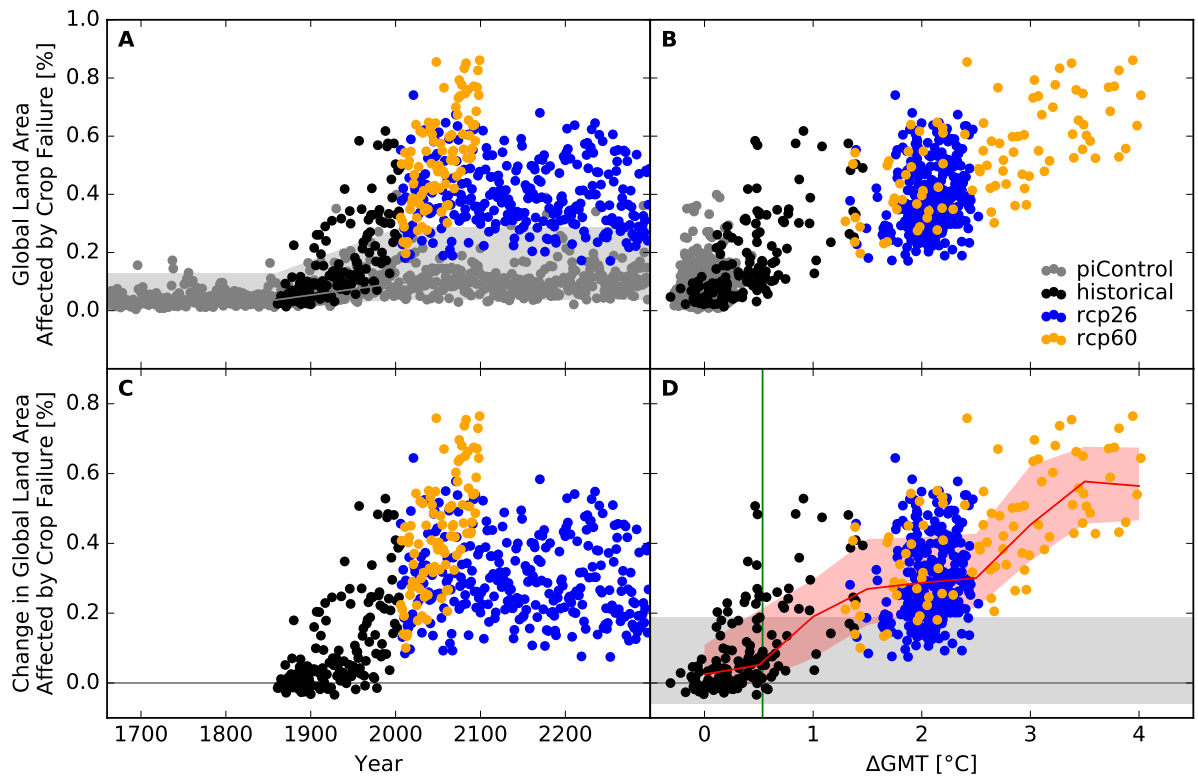 A
B
1.0
0.8
0.6
0.4
0.2
0.0
Global Land Area
Affected by Crop Failure [%]
piControl
historical
rcp26
rcp60
C
D
0.8
0.6
0.4
0.2
0.0
Change in Global Land Area
Affected by Crop Failure [%]
1700 1800 1900 2000 2100 2200
0 1 2 3 4
Year
ΔGMT [°C]